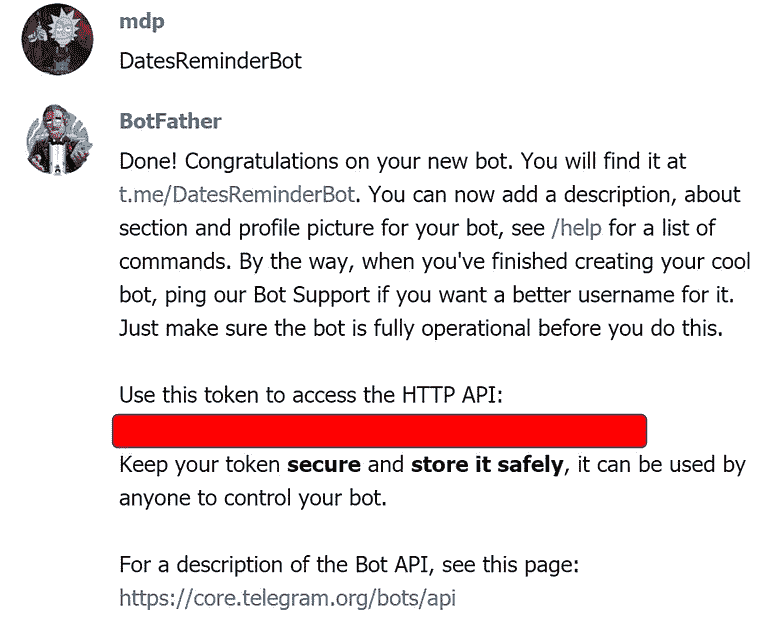 mdp
DatesReminderBot
BotFather
Done! Congratulations on your new bot. You will find it at
t.me/DatesReminderBot. You can now add a description, about
section and profile picture for your bot, see /help for a list of
commands. By the way, when you've finished creating your cool
bot, ping our Bot Support if you want a better username for it.
Just make sure the bot is fully operational before you do this.
Use this token to access the HTTP API:
Keep your token secure and store it safely, it can be used by
anyone to control your bot.
For a description of the Bot API, see this page:
https://core.telegram.org/bots/api